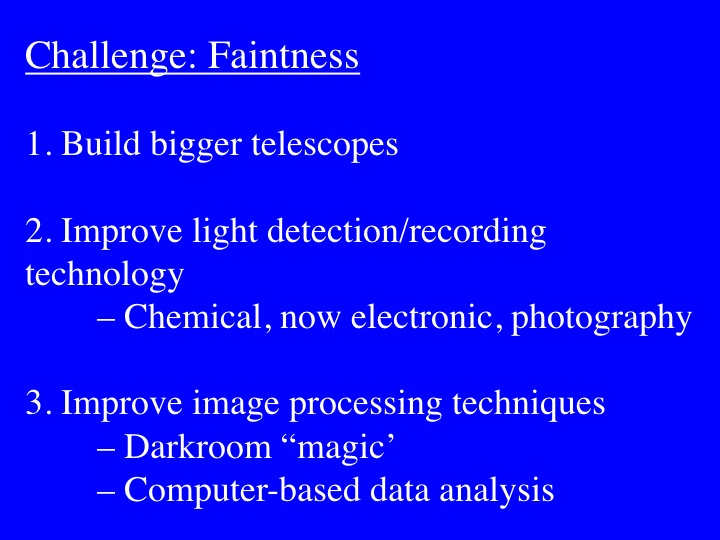 Challenge: Faintness
1. Build bigger telescopes
2. Improve light detection/recording
technology
– Chemical, now electronic, photography
3. Improve image processing techniques
– Darkroom “magic’
– Computer-based data analysis